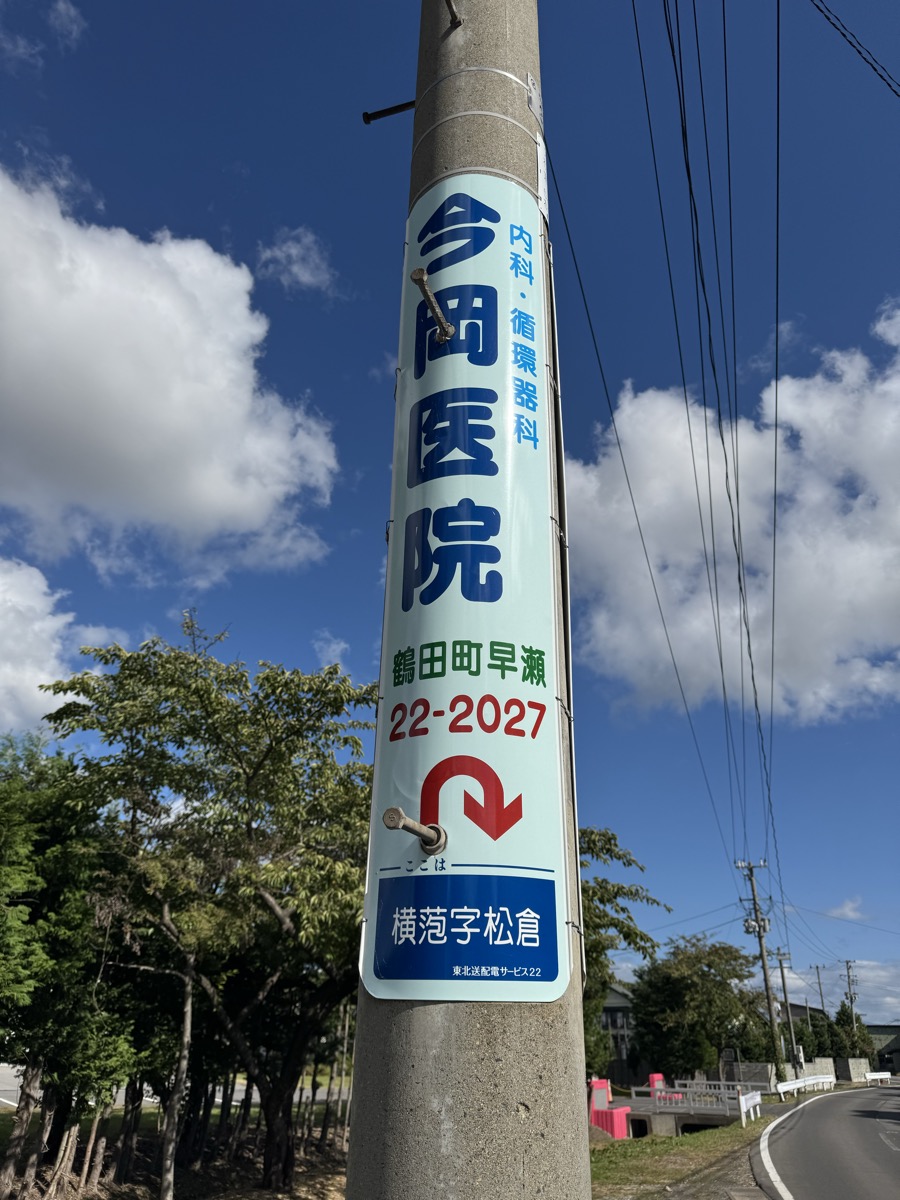 内科・循環器科
今岡医院
鶴田町早瀬
22-2027
ここは
横萢字松倉
東北送配電サービス22